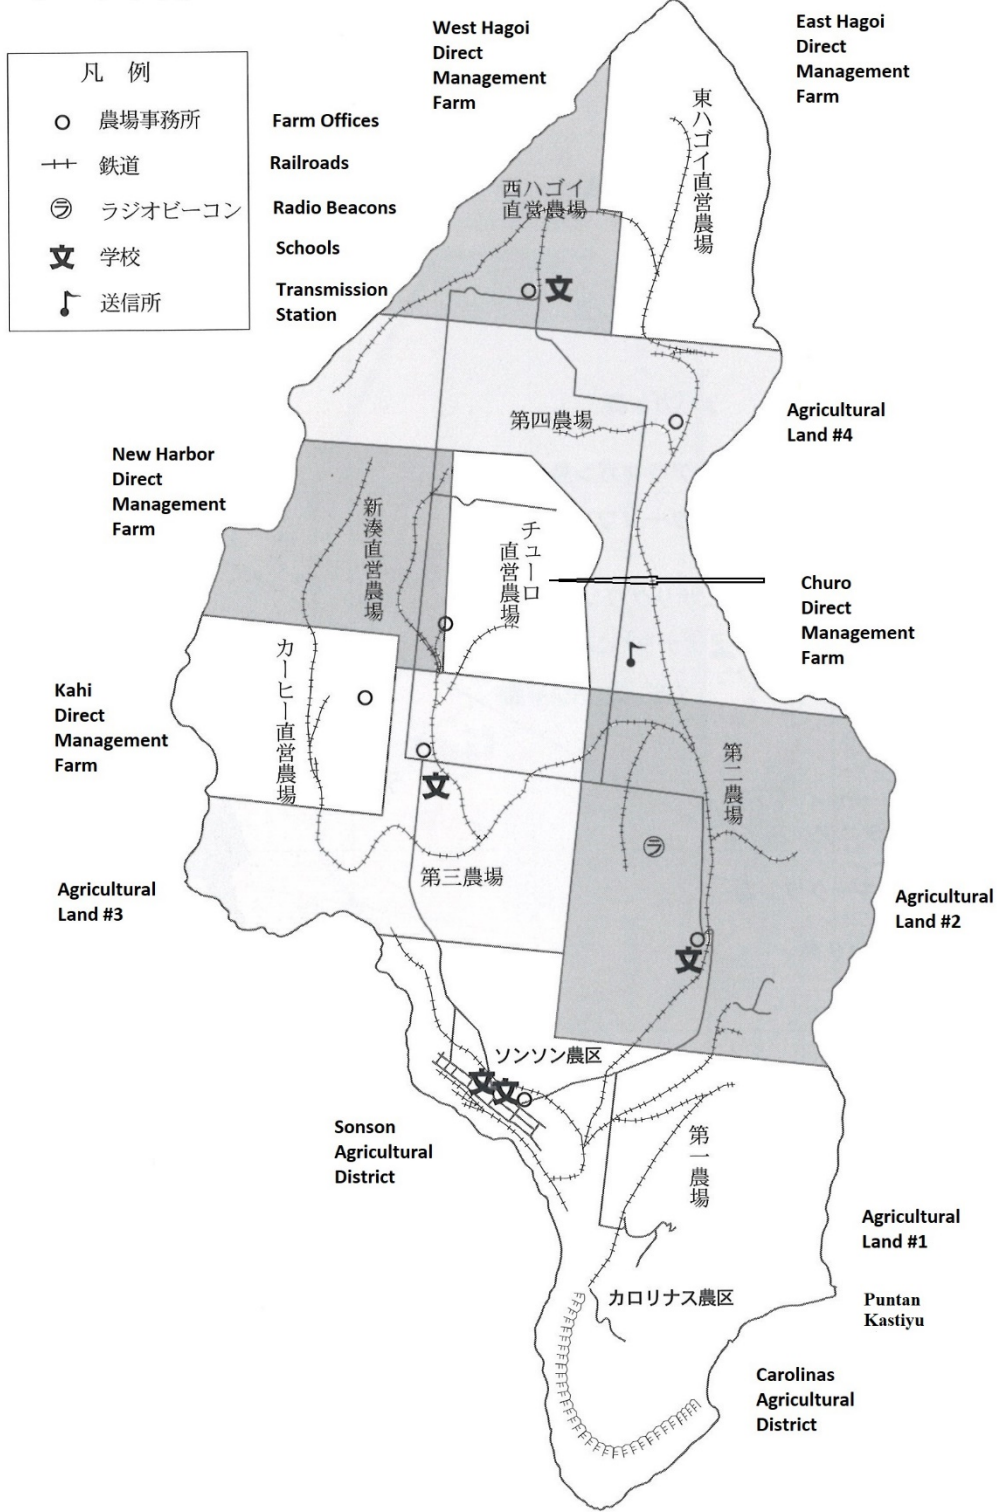 凡 例
農場事務所
Farm Offices
鉄道
Railroads
ラ
ラジオビーコン
Radio Beacons
文
学校
Schools
送信所
Transmission
Station
West Hagoi
Direct
Management
Farm
East Hagoi
Direct
Management
Farm
東ハゴイ直営農場
西ハゴイ
直営農場
文
第四農場
Agricultural
Land #4
New Harbor
Direct
Management
Farm
新湊直営農場
チューロ
直営農場
Churo
Direct
Management
Farm
カーヒー直営農場
Kahi
Direct
Management
Farm
文
第二農場
ラ
第三農場
Agricultural
Land #3
Agricultural
Land #2
文
ソンソン農区
文
文
Sonson
Agricultural
District
第一農場
Agricultural
Land #1
カロリナス農区
Puntan
Kastiyu
Carolinas
Agricultural
District